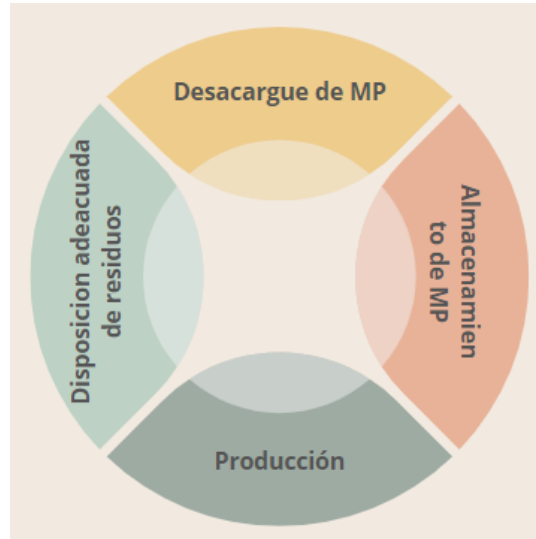 Desacargue de MP
Almacenamien
to de MP
Producción
Disposicion adeacuada
de residuos